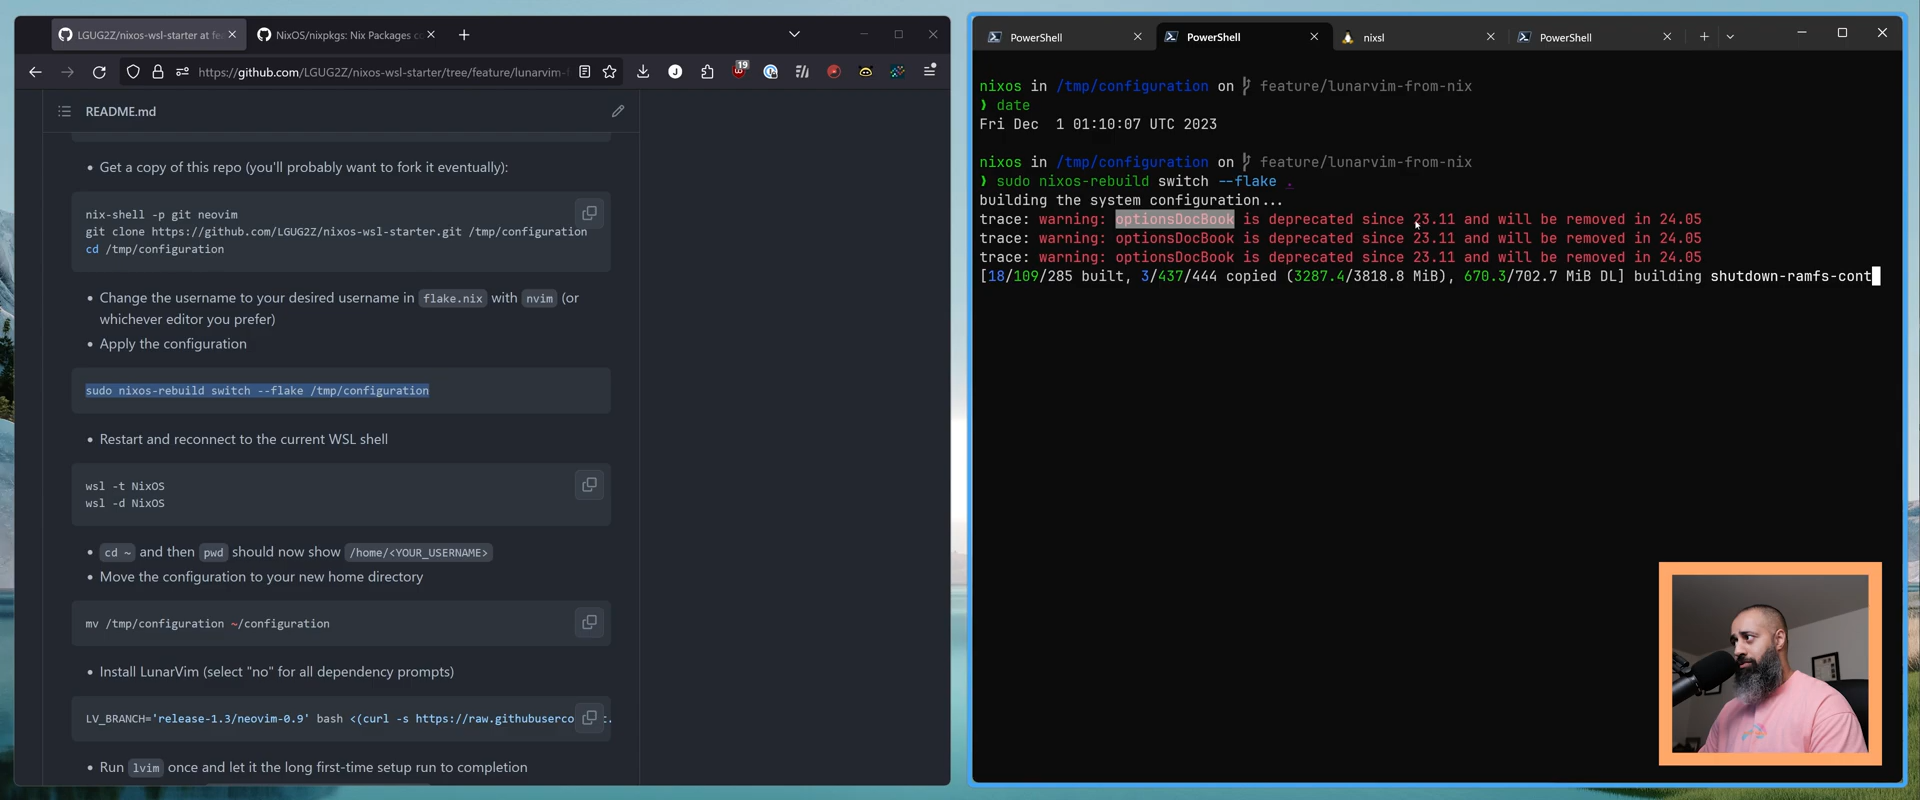 LGUG2Z/nixos-wsl-starter at fe
NixOS/nixpkgs: Nix Packages c
https://github.com/LGUG2Z/nixos-wsl-starter/tree/feature/lunarvim-f
19
README.md
• Get a copy of this repo (you'll probably want to fork it eventually):
nix-shell -p git neovim
git clone https://github.com/LGUG2Z/nixos-wsl-starter.git /tmp/configuration
cd /tmp/configuration
• Change the username to your desired username in flake.nix with nvim (or
whichever editor you prefer)
• Apply the configuration
sudo nixos-rebuild switch --flake /tmp/configuration
• Restart and reconnect to the current WSL shell
wsl -t NixOS
wsl -d NixOS
• cd ~ and then pwd should now show /home/<YOUR_USERNAME>
• Move the configuration to your new home directory
mv /tmp/configuration ~/configuration
• Install LunarVim (select "no" for all dependency prompts)
LV_BRANCH='release-1.3/neovim-0.9' bash <(curl -s https://raw.githubuserco
• Run lvim once and let it the long first-time setup run to completion
PowerShell
PowerShell
nixsl
PowerShell
nixos in /tmp/configuration on feature/lunarvim-from-nix
❯ date
Fri Dec  1 01:10:07 UTC 2023
nixos in /tmp/configuration on feature/lunarvim-from-nix
❯ sudo nixos-rebuild switch --flake .
building the system configuration...
trace: warning: optionsDocBook is deprecated since 23.11 and will be removed in 24.05
trace: warning: optionsDocBook is deprecated since 23.11 and will be removed in 24.05
trace: warning: optionsDocBook is deprecated since 23.11 and will be removed in 24.05
[18/109/285 built, 3/437/444 copied (3287.4/3818.8 MiB), 670.3/702.7 MiB DL] building shutdown-ramfs-cont